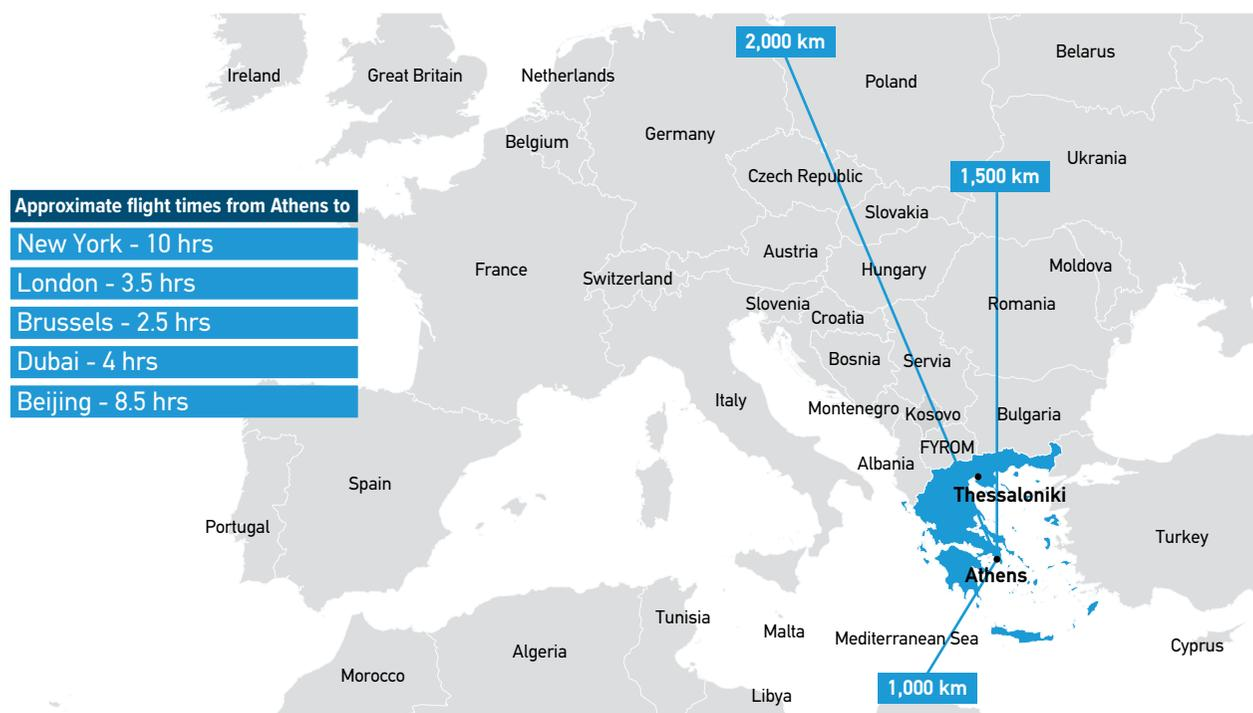 2,000 km
Belarus
Ireland
Great Britain
Netherlands
Poland
Germany
Belgium
Ukrania
Czech Republic
1,500 km
Approximate flight times from Athens to
New York - 10 hrs
London - 3.5 hrs
Brussels - 2.5 hrs
Dubai - 4 hrs
Beijing - 8.5 hrs
Slovakia
Austria
France
Switzerland
Hungary
Moldova
Slovenia
Croatia
Romania
Bosnia
Servia
Italy
Montenegro
Kosovo
Bulgaria
FYROM
Albania
Spain
Thessaloniki
Portugal
Turkey
Athens
Tunisia
Malta
Mediterranean Sea
Cyprus
Algeria
Morocco
1,000 km
Libya